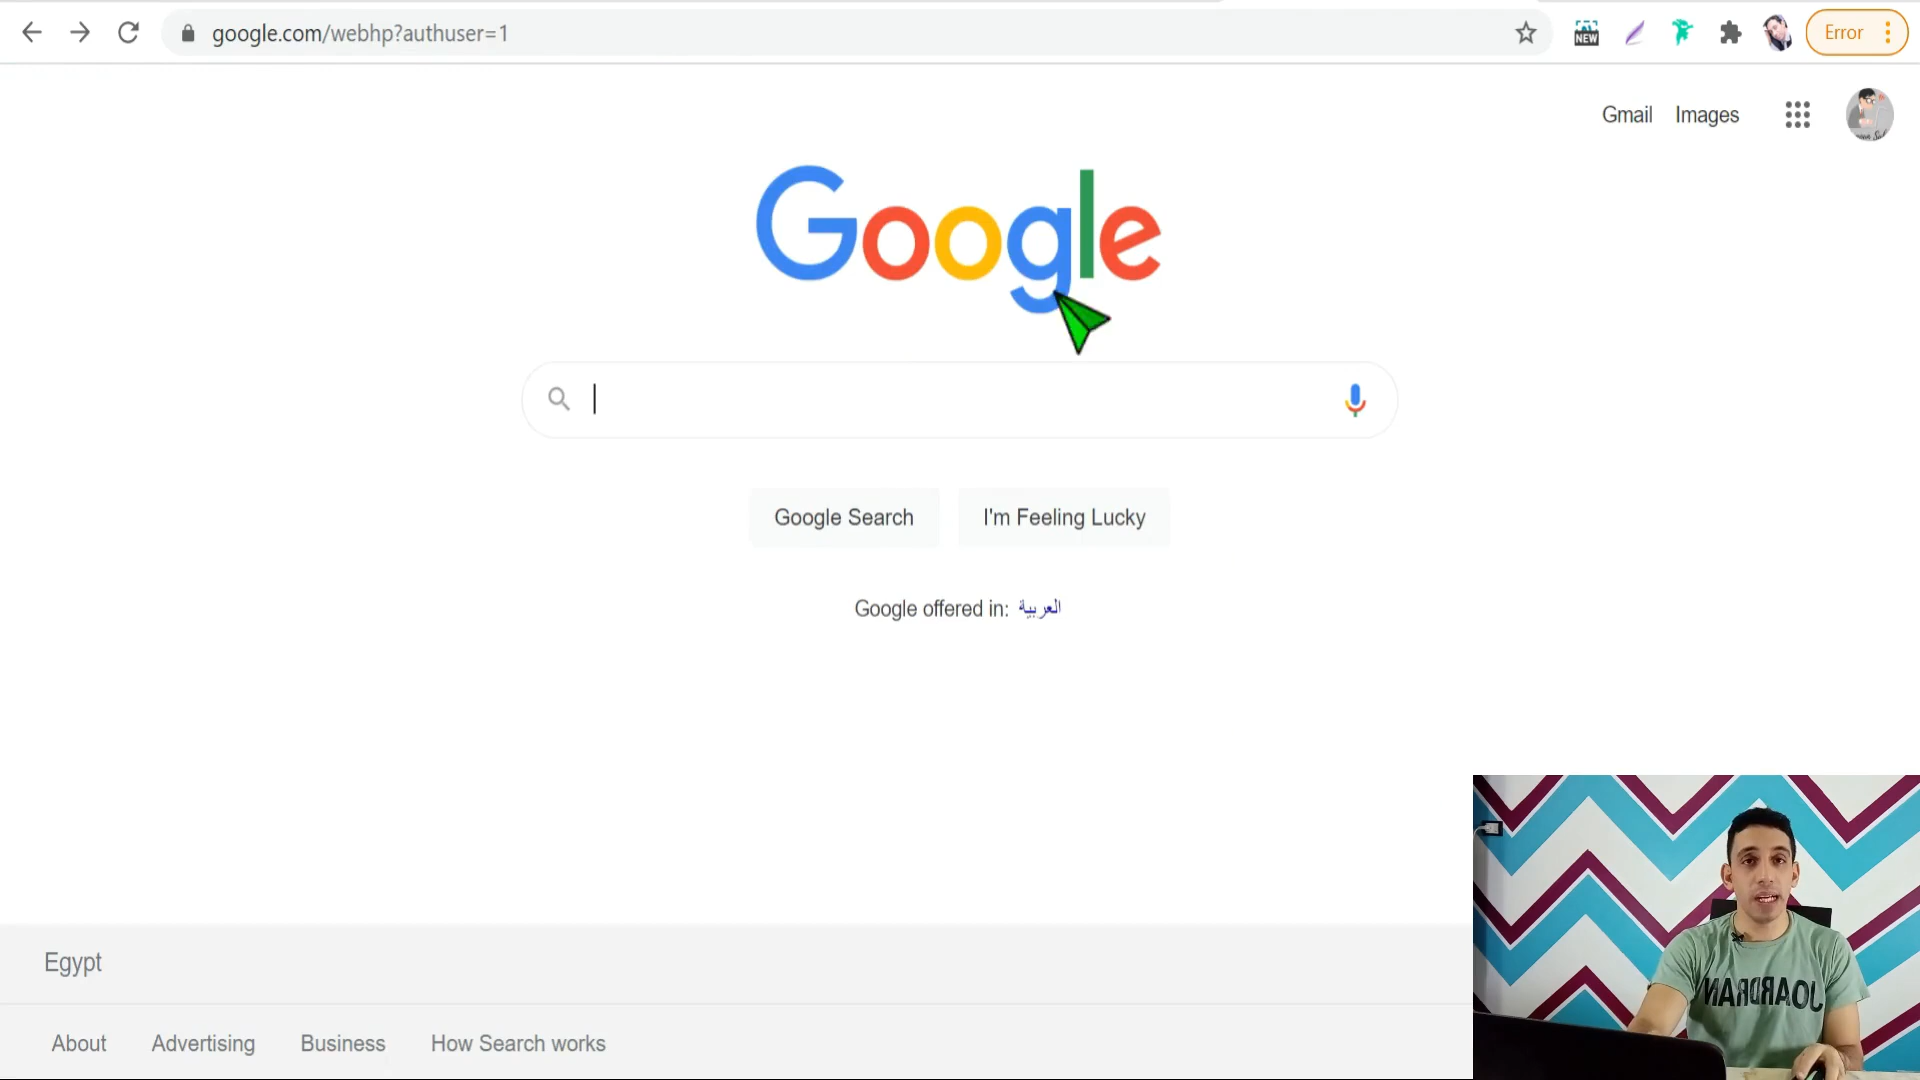 google.com/webhp?authuser=1
NEW
Error
Gmail Images
Google
Google Search I'm Feeling Lucky
Google offered in: العربية
Egypt
About Advertising Business How Search works
JOARDRAN